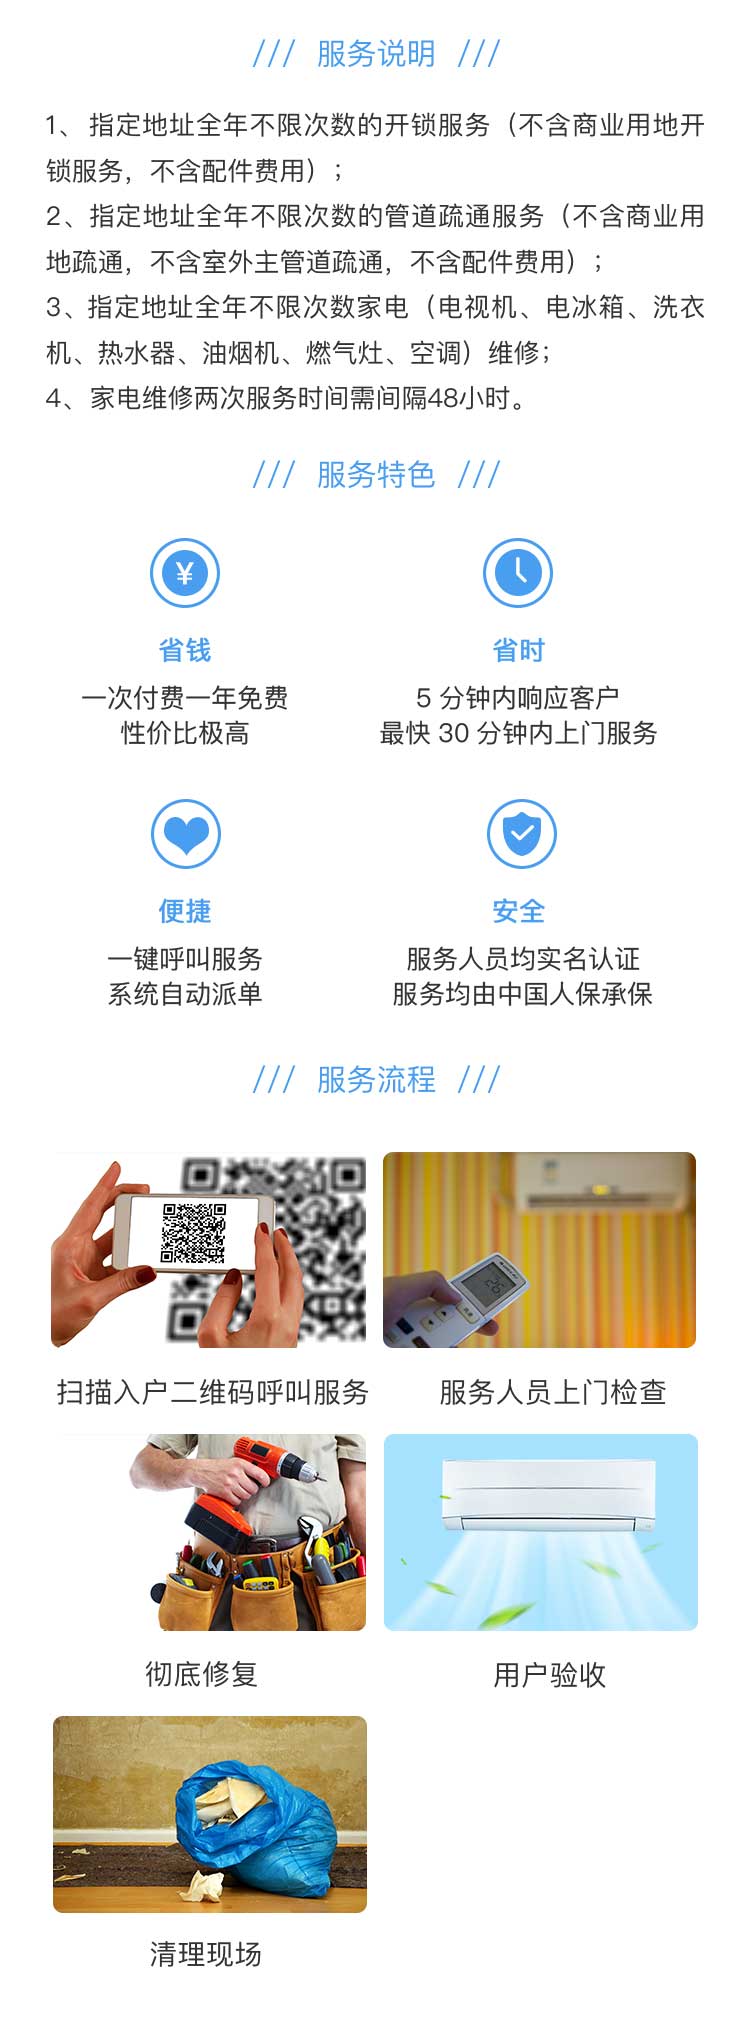 /// 服务说明 ///
1、 指定地址全年不限次数的开锁服务（不含商业用地开
锁服务，不含配件费用）；
2、指定地址全年不限次数的管道疏通服务（不含商业用
地疏通，不含室外主管道疏通，不含配件费用）；
3、指定地址全年不限次数家电（电视机、电冰箱、洗衣
机、热水器、油烟机、燃气灶、空调）维修；
4、 家电维修两次服务时间需间隔48小时。
/// 服务特色 ///
¥
省钱
一次付费一年免费
性价比极高
省时
5 分钟内响应客户
最快 30 分钟内上门服务
便捷
一键呼叫服务
系统自动派单
安全
服务人员均实名认证
服务均由中国人保承保
/// 服务流程 ///
扫描入户二维码呼叫服务
26
服务人员上门检查
彻底修复
用户验收
清理现场